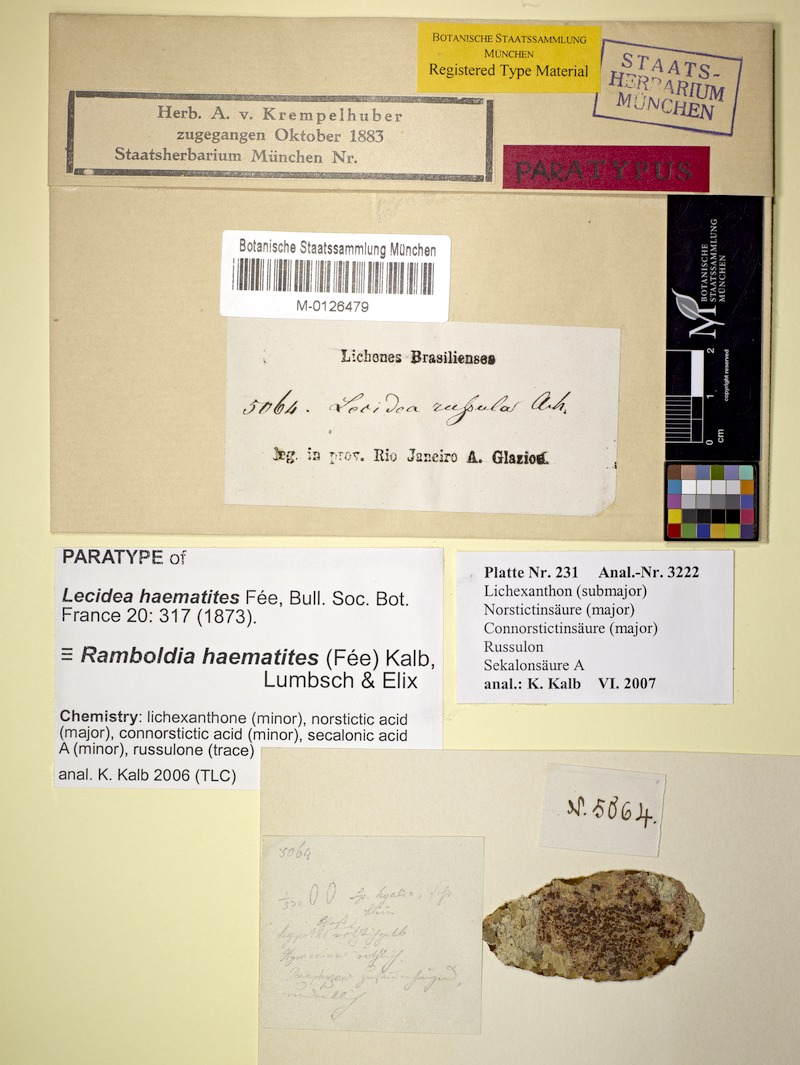 BOTANISCHE STAATSSAMMLUNG
MÜNCHEN
Registered Type Material
STAATS-
HERBARIUM
MÜNCHEN
Herb. A. v. Krempelhuber
zugegangen Oktober 1883
Staatsherbarium München Nr.
PARATYPUS
Botanische Staatssammlung München
M-0126479
BOTANISCHE
STAATSSAMMLUNG
MÜNCHEN
copyright reserved
0 1 2
cm
Lichenes Brasilienses
5064. Lecidea russula Ach.
leg. in prov. Rio Janeiro A. Glaziou.
PARATYPE of
Lecidea haematites Fée, Bull. Soc. Bot.
France 20: 317 (1873).
≡ Ramboldia haematites (Fée) Kalb,
Lumbsch & Elix
Chemistry: lichexanthone (minor), norstictic acid
(major), connorstictic acid (minor), secalonic acid
A (minor), russulone (trace)
anal. K. Kalb 2006 (TLC)
Platte Nr. 231 Anal.-Nr. 3222
Lichexanthon (submajor)
Norstictinsäure (major)
Connorstictinsäure (major)
Russulon
Sekalonsäure A
anal.: K. Kalb VI. 2007
N. 5064.
5064